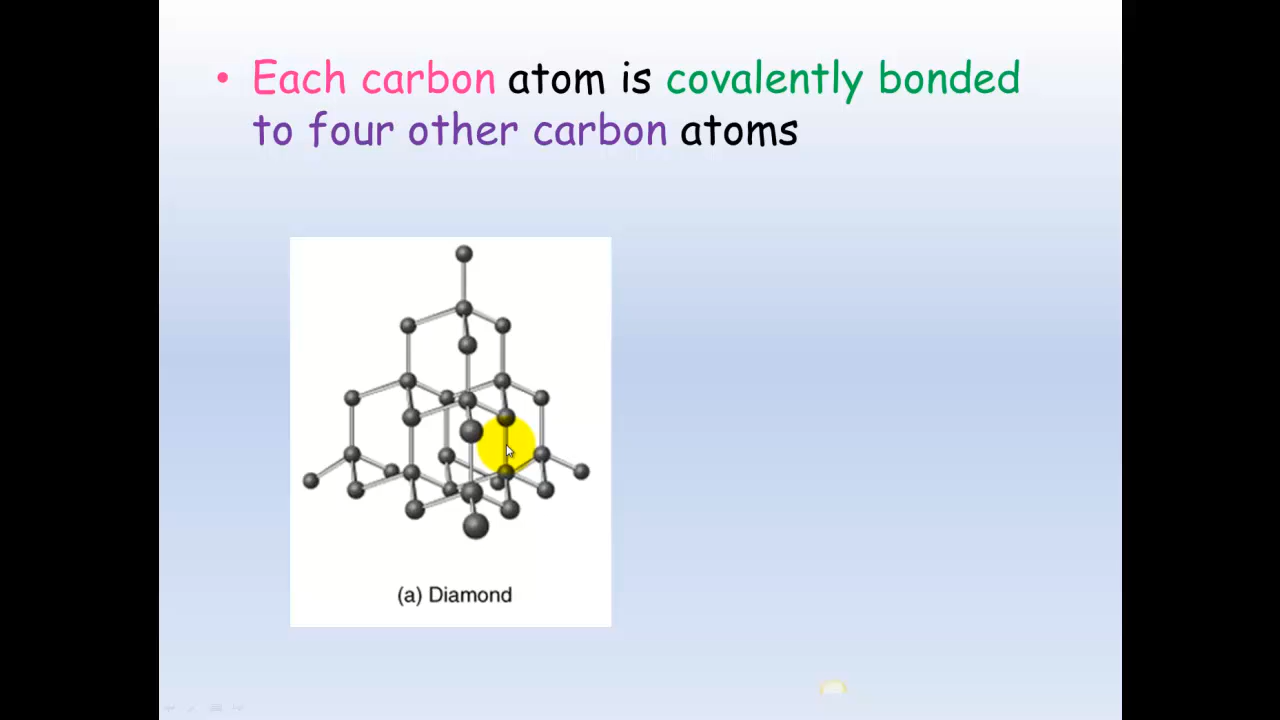 • Each carbon atom is covalently bonded
to four other carbon atoms
(a) Diamond